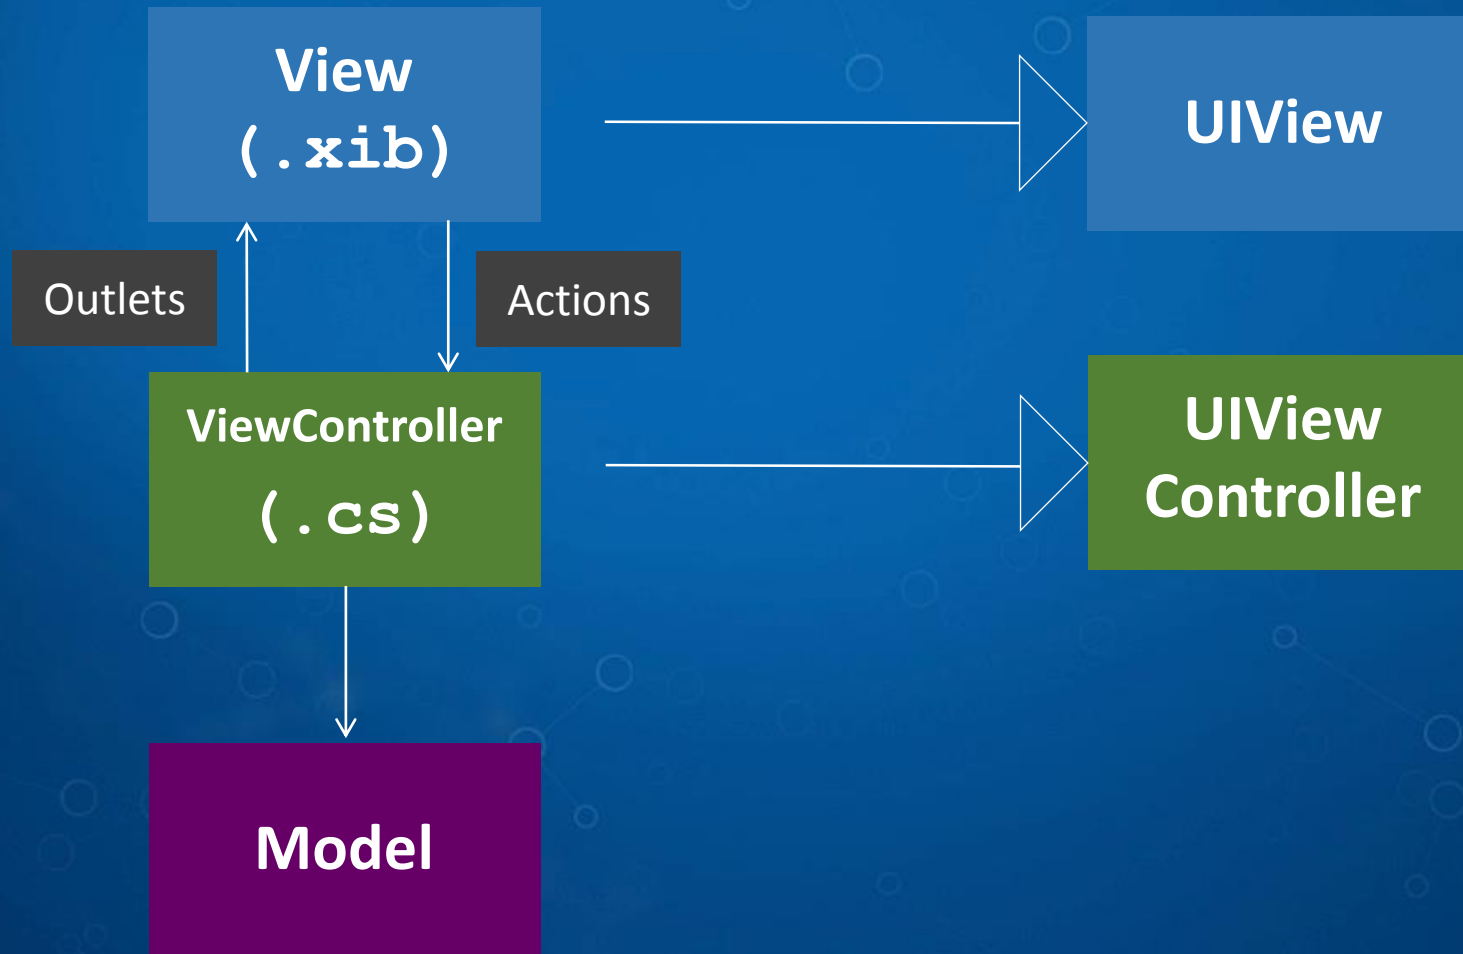 View
(.xib)
UIView
Outlets
Actions
ViewController
(.cs)
UIView
Controller
Model